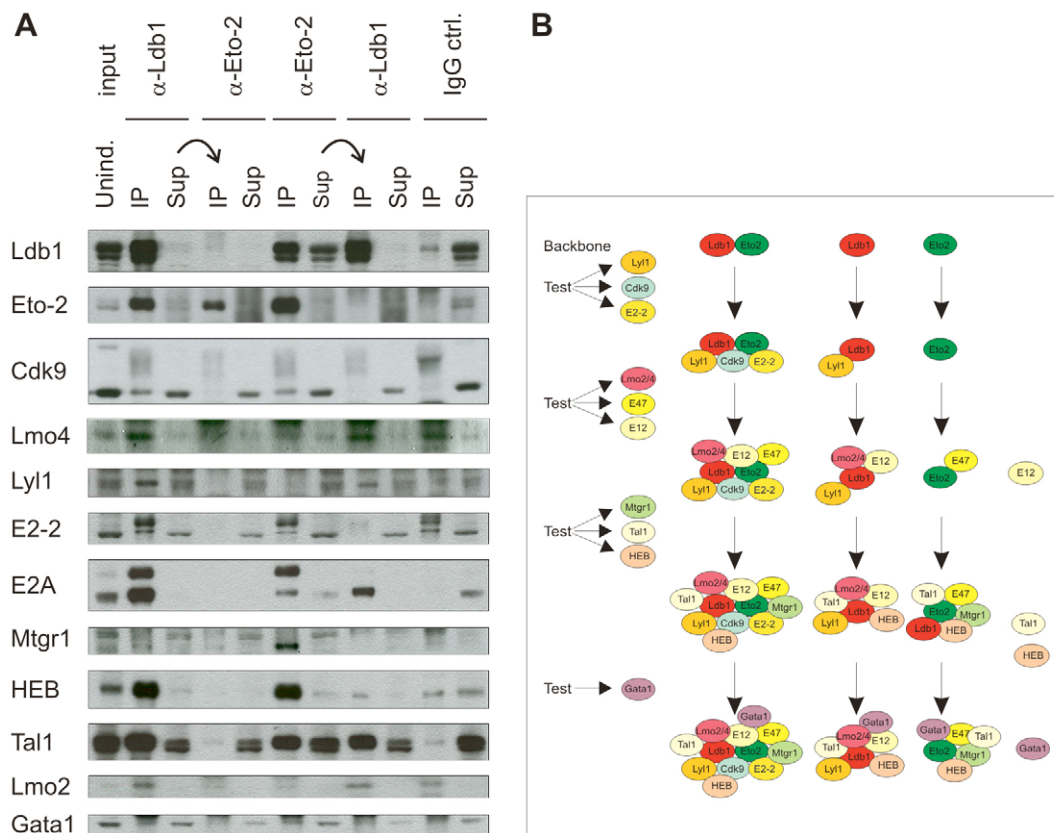 A
input
α-Ldb1
α-Eto-2
α-Eto-2
α-Ldb1
IgG ctrl.
Unind.
IP
Sup
IP
Sup
IP
Sup
IP
Sup
IP
Sup
Ldb1
Eto-2
Cdk9
Lmo4
Lyl1
E2-2
E2A
Mtgr1
HEB
Tal1
Lmo2
Gata1
B
Backbone
Ldb1 Eto2
Ldb1
Eto2
Test
Lyl1
Cdk9
E2-2
Ldb1 Eto2
Lyl1 Cdk9 E2-2
Ldb1
Lyl1
Eto2
Test
Lmo2/4
E47
E12
Lmo2/4 E12 E47
Ldb1 Eto2
Lyl1 Cdk9 E2-2
Lmo2/4 E12
Ldb1
Lyl1
E47
Eto2
E12
Test
Mtgr1
Tal1
HEB
Lmo2/4 E12 E47
Tal1 Ldb1 Eto2 Mtgr1
Lyl1 Cdk9 E2-2
HEB
Lmo2/4
Tal1 E12
Ldb1
Lyl1 HEB
Tal1 E47
Eto2 Mtgr1
Ldb1 HEB
Tal1
HEB
Test
Gata1
Gata1
Lmo2/4 E12 E47
Tal1 Ldb1 Eto2 Mtgr1
Lyl1 Cdk9 E2-2
HEB
Gata1
Lmo2/4
Tal1 E12
Ldb1
Lyl1 HEB
Gata1 E47 Tal1
Eto2 Mtgr1
HEB
Gata1